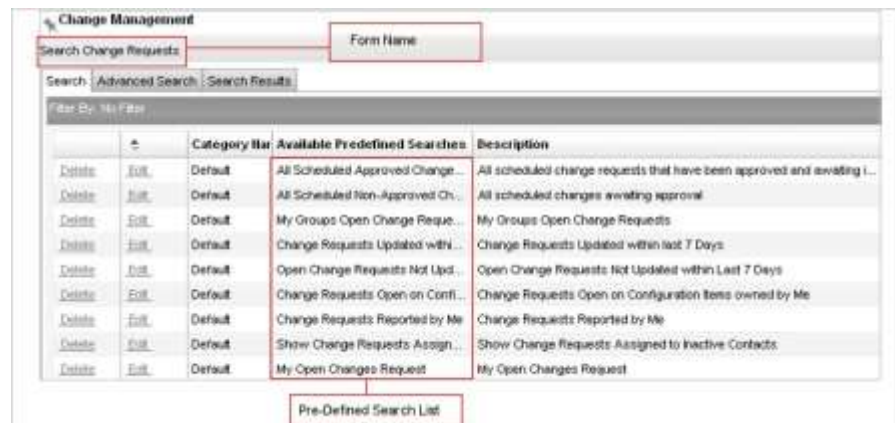 Change Management
Search Change Requests
Form Name
Search Advanced Search Search Results
Filter By: No Filter
Category Nar Available Predefined Searches Description
Delete Edit Default All Scheduled Approved Change... All scheduled change requests that have been approved and awaiting i...
Delete Edit Default All Scheduled Non-Approved Ch... All scheduled changes awaiting approval
Delete Edit Default My Groups Open Change Reque... My Groups Open Change Requests
Delete Edit Default Change Requests Updated withi... Change Requests Updated within last 7 Days
Delete Edit Default Open Change Requests Not Upd... Open Change Requests Not Updated within Last 7 Days
Delete Edit Default Change Requests Open on Confi... Change Requests Open on Configuration Items owned by Me
Delete Edit Default Change Requests Reported by Me Change Requests Reported by Me
Delete Edit Default Show Change Requests Assign... Show Change Requests Assigned to Inactive Contacts
Delete Edit Default My Open Changes Request My Open Changes Request
Pre-Defined Search List